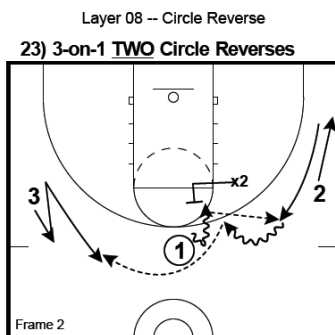 Layer 08 -- Circle Reverse
23) 3-on-1 TWO Circle Reverses
x2
3
2
1
Frame 2